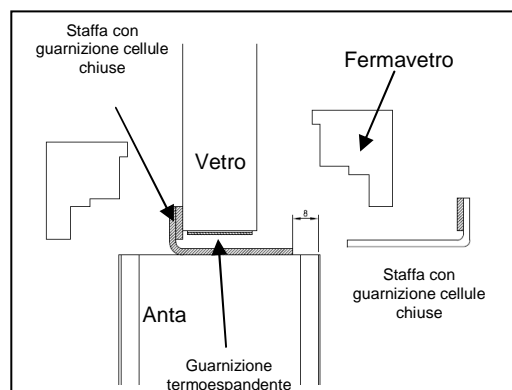 Staffa con
guarnizione cellule
chiuse
Fermavetro
Vetro
8
Staffa con
guarnizione cellule
chiuse
Anta
Guarnizione
termoespandente